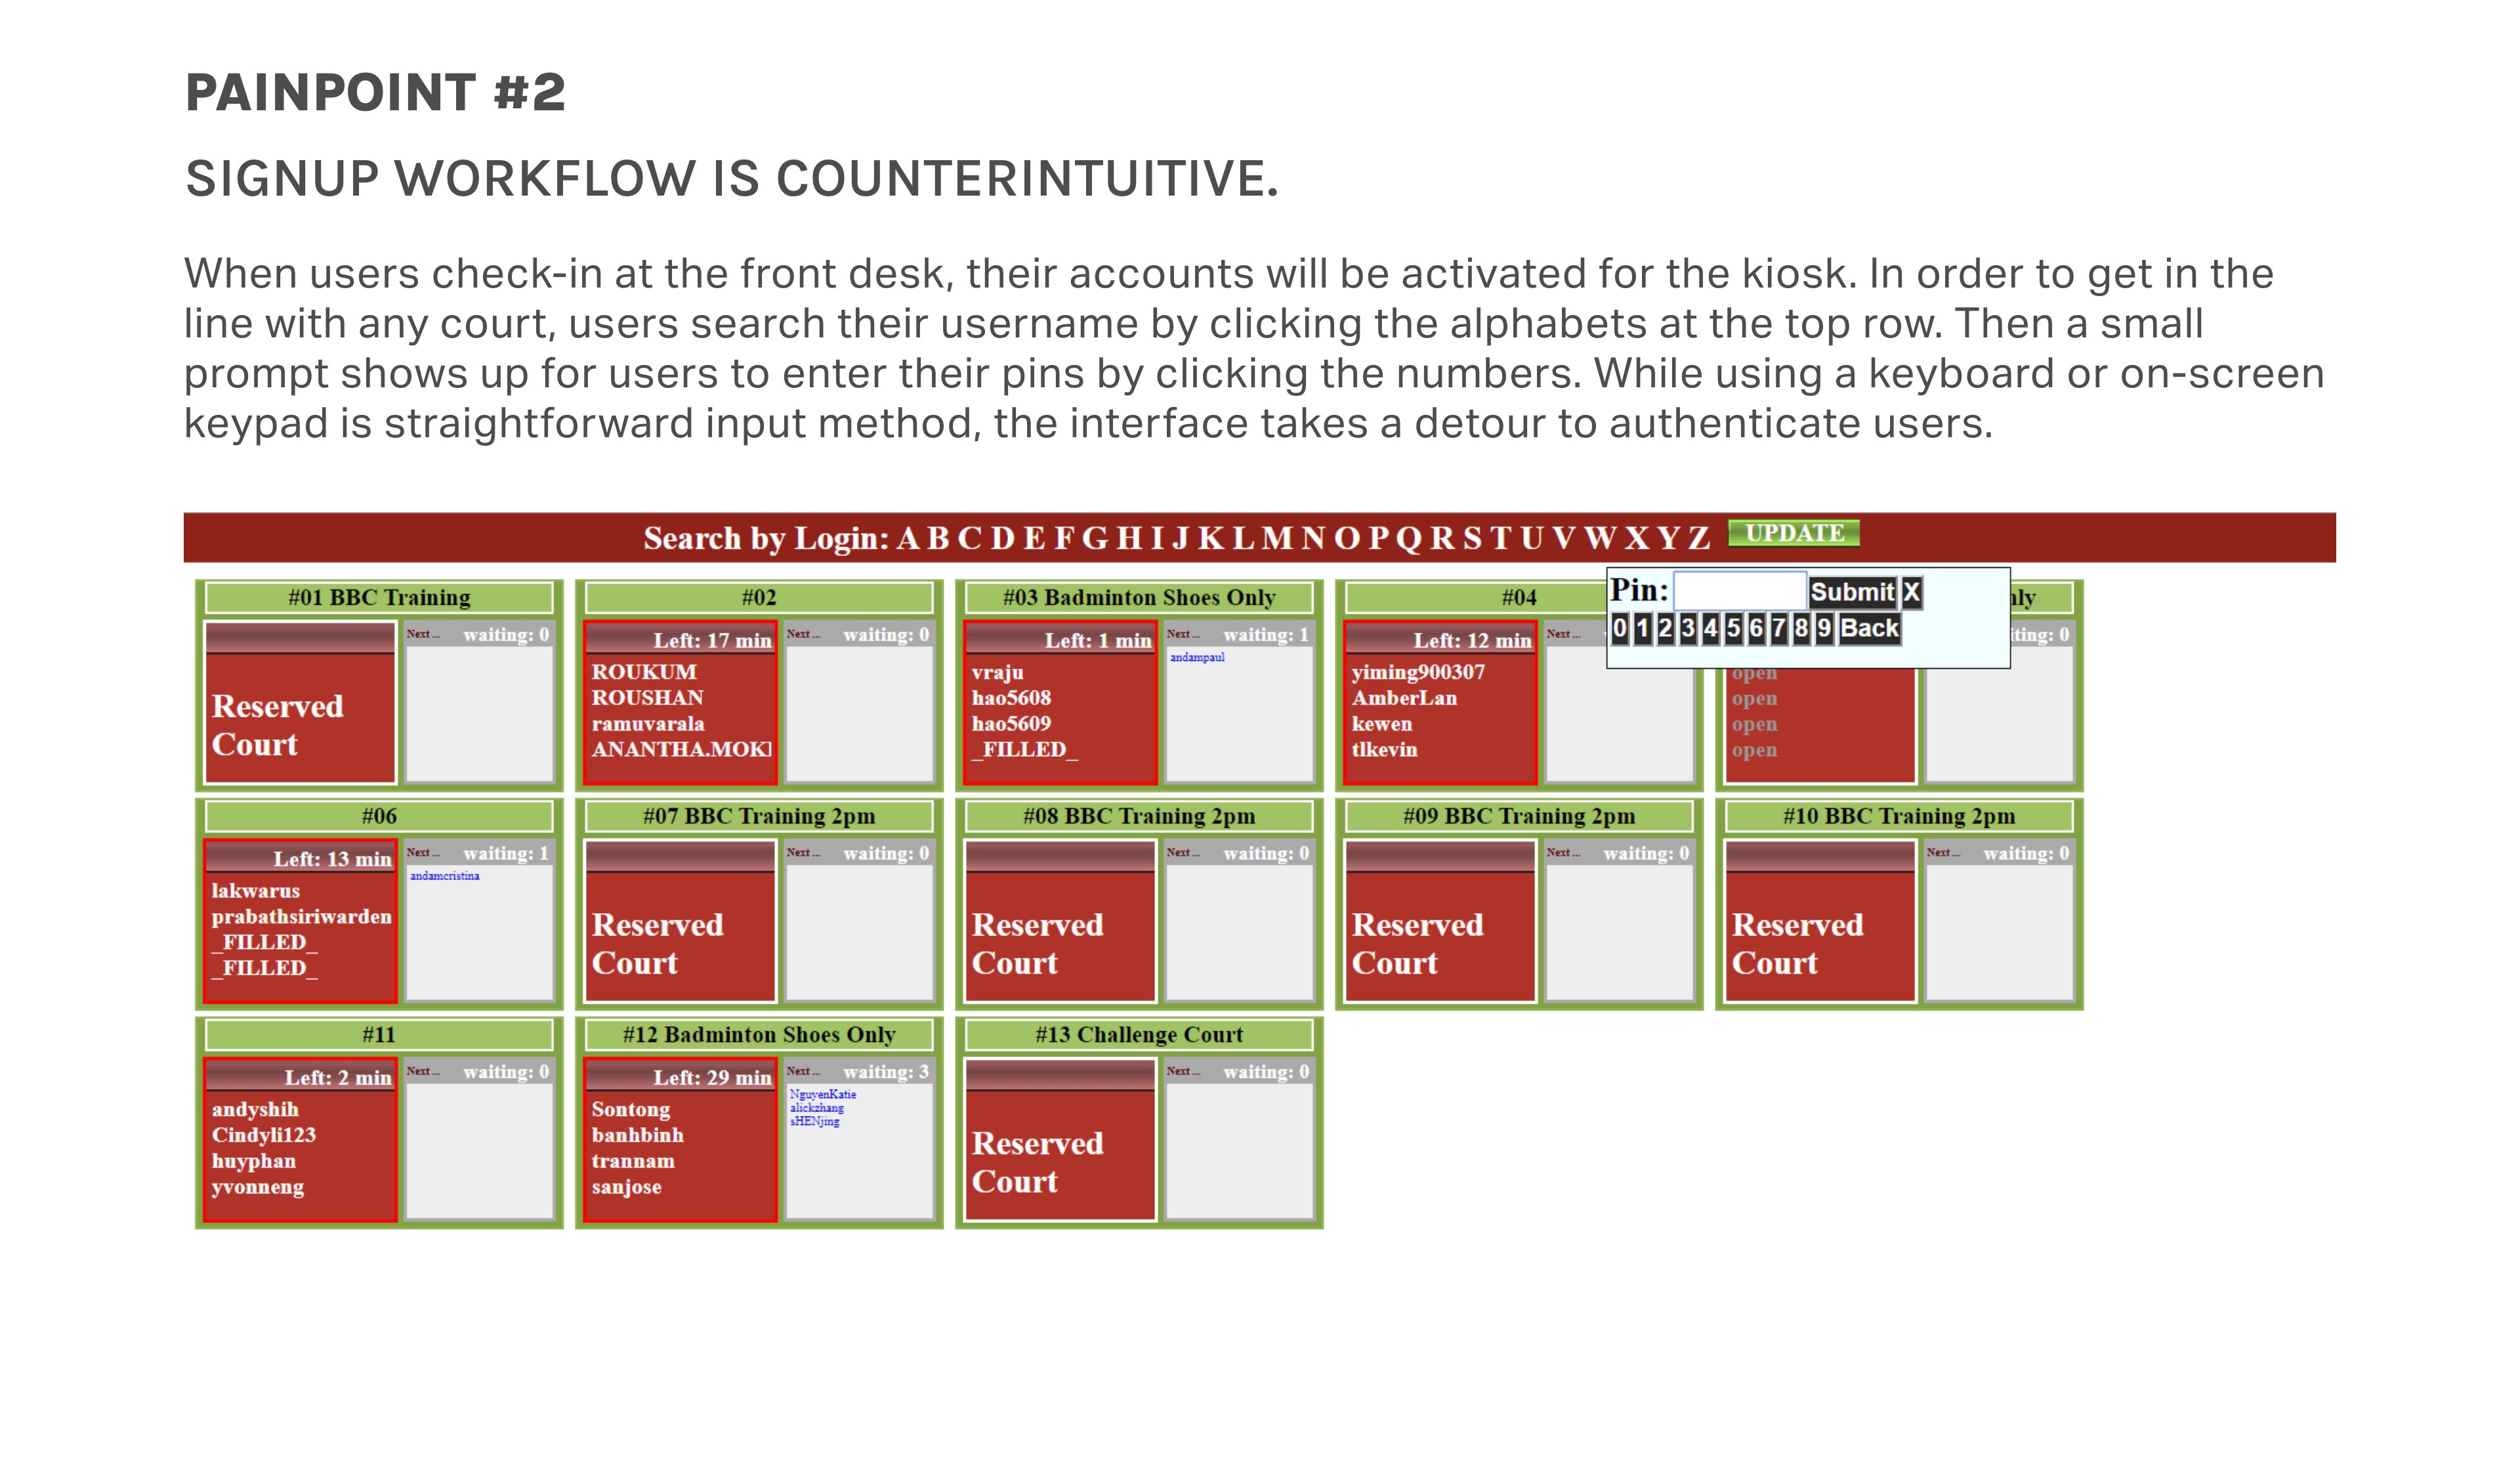 PAINPOINT #2
SIGNUP WORKFLOW IS COUNTERINTUITIVE.
When users check-in at the front desk, their accounts will be activated for the kiosk. In order to get in the
line with any court, users search their username by clicking the alphabets at the top row. Then a small
prompt shows up for users to enter their pins by clicking the numbers. While using a keyboard or on-screen
keypad is straightforward input method, the interface takes a detour to authenticate users.
Search by Login: A B C D E F G H I J K L M N O P Q R S T U V W X Y Z UPDATE
Pin: Submit X
0 1 2 3 4 5 6 7 8 9 Back
#01 BBC Training
Next ... waiting: 0
Reserved
Court
#02
Left: 17 min Next ... waiting: 0
ROUKUM
ROUSHAN
ramuvarala
ANANTHA.MOK
#03 Badminton Shoes Only
Left: 1 min Next ... waiting: 1
vraju
hao5608
hao5609
_FILLED_
andampaul
#04
Left: 12 min Next ...
yiming900307
AmberLan
kewen
tlkevin
open
open
open
open
#06
Left: 13 min Next ... waiting: 1
lakwarus
prabathsiriwarden
_FILLED_
_FILLED_
andamcristina
#07 BBC Training 2pm
Next ... waiting: 0
Reserved
Court
#08 BBC Training 2pm
Next ... waiting: 0
Reserved
Court
#09 BBC Training 2pm
Next ... waiting: 0
Reserved
Court
#10 BBC Training 2pm
Next ... waiting: 0
Reserved
Court
#11
Left: 2 min Next ... waiting: 0
andyshih
Cindyli123
huyphan
yvonneng
#12 Badminton Shoes Only
Left: 29 min Next ... waiting: 3
Sontong
banhbinh
trannam
sanjose
NguyenKatie
alickzhang
sHENjing
#13 Challenge Court
Next ... waiting: 0
Reserved
Court